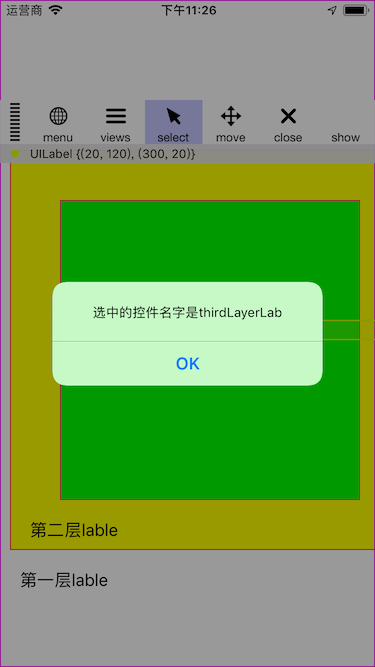 运营商 下午11:26
menu views select move close show
UILabel {(20, 120), (300, 20)}
选中的控件名字是thirdLayerLab
OK
第二层lable
第一层lable